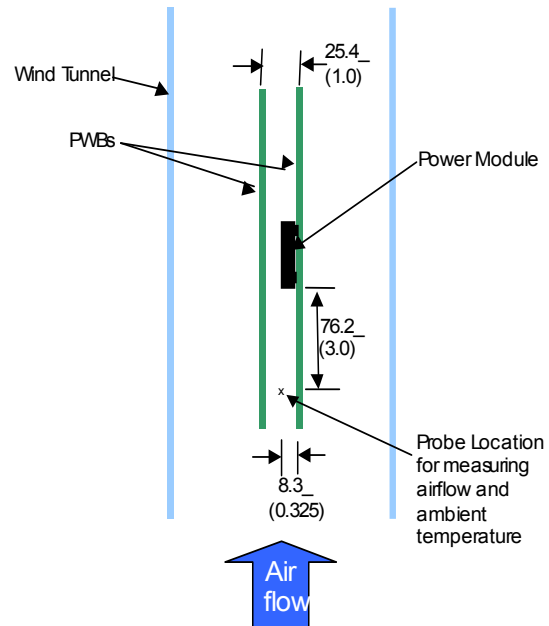 25.4_
(1.0)
Wind Tunnel
PWBs
Power Module
76.2_
(3.0)
x
Probe Location
for measuring
airflow and
ambient
temperature
8.3_
(0.325)
Air
flow